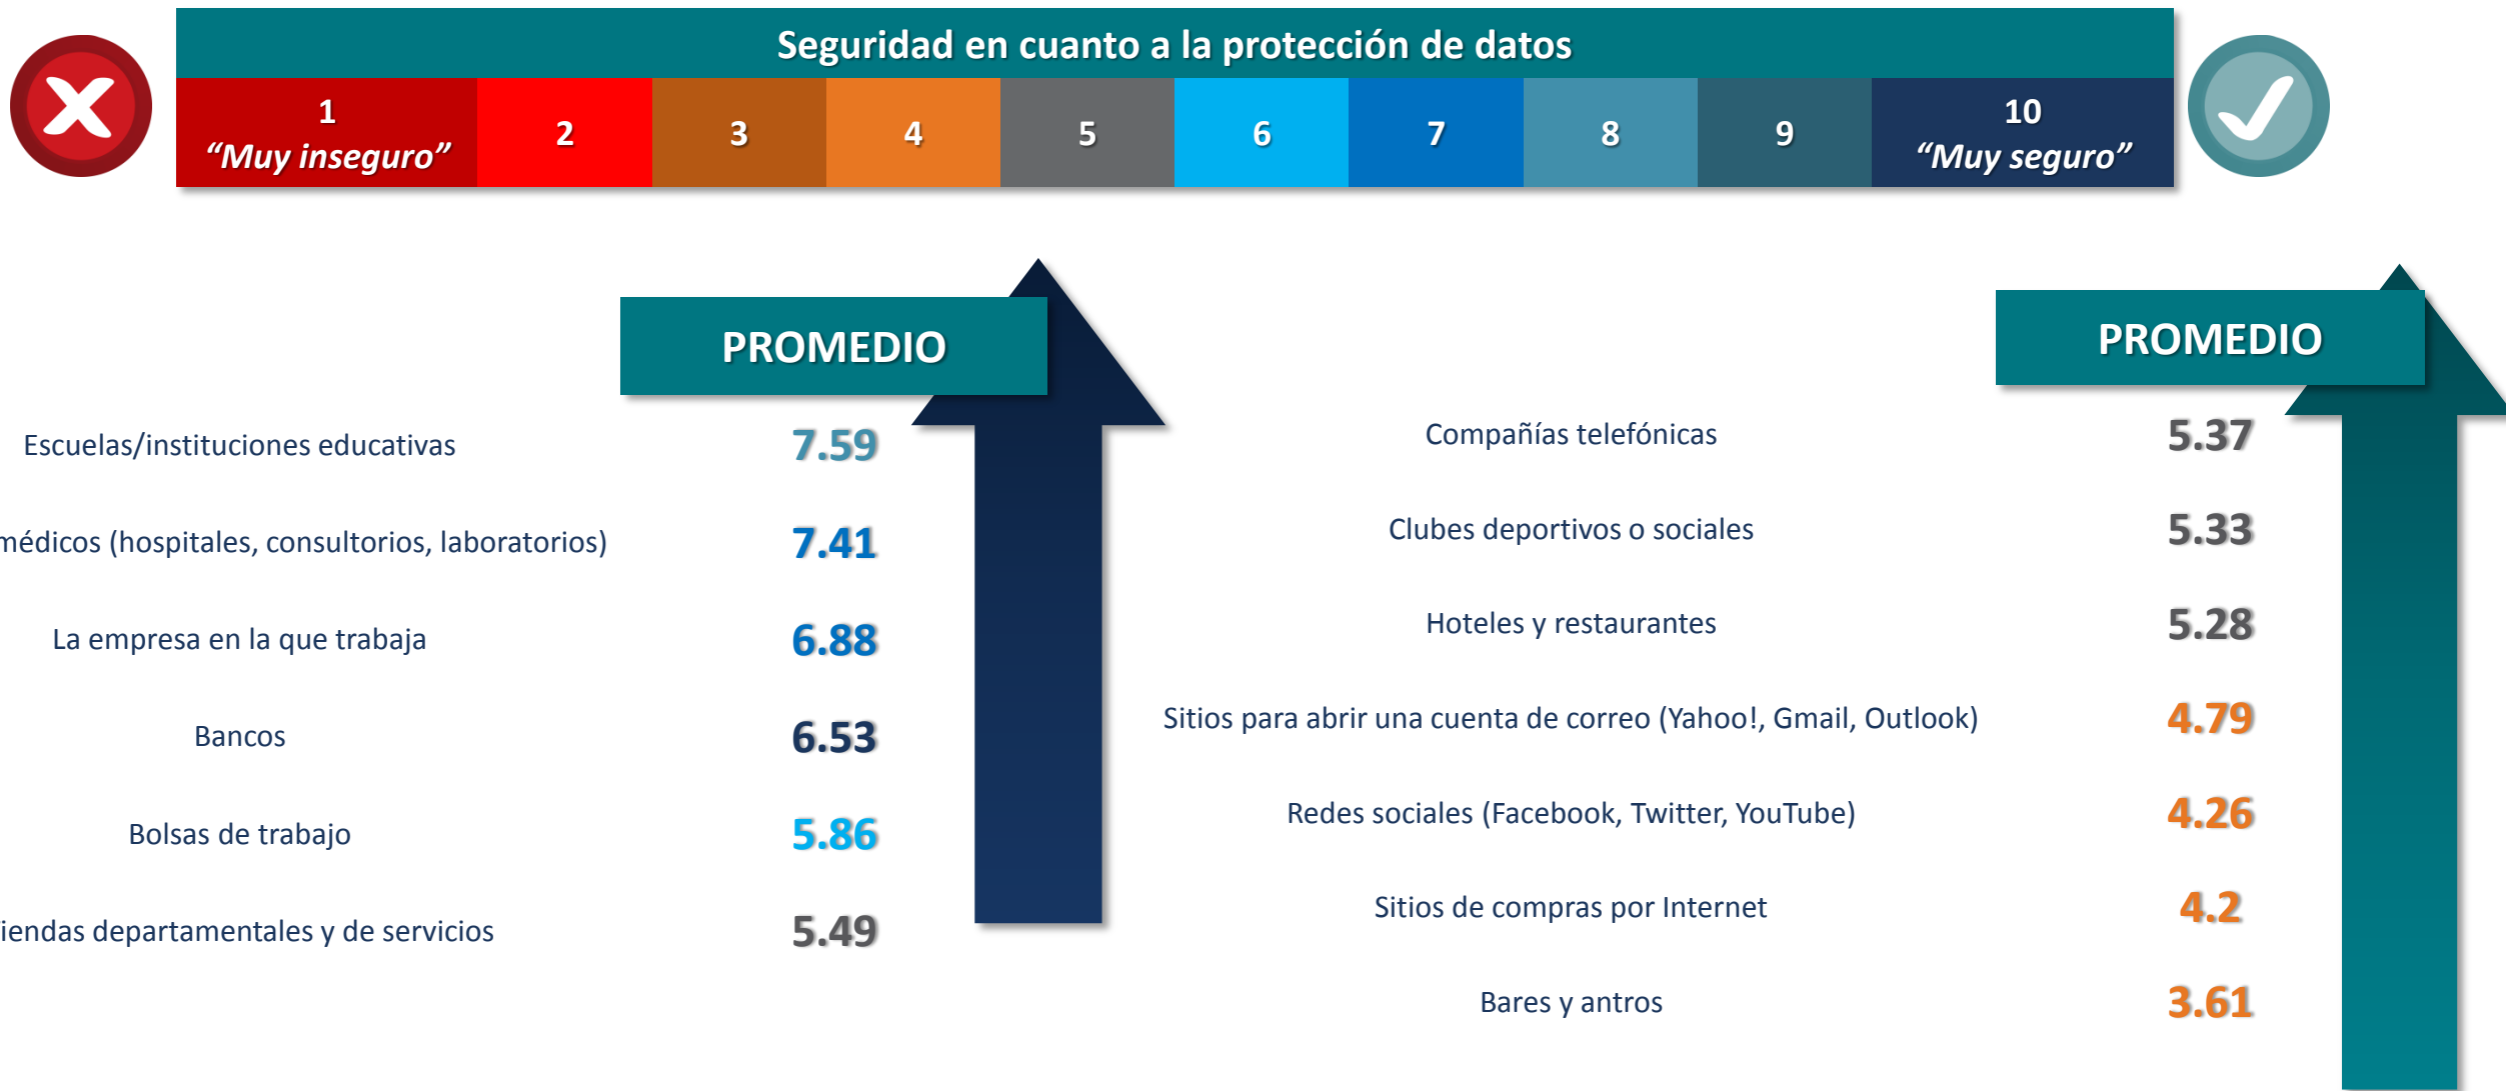 Seguridad en cuanto a la protección de datos
1 2 3 4 5 6 7 8 9 10
“Muy inseguro” “Muy seguro”
PROMEDIO
Escuelas/instituciones educativas 7.59
médicos (hospitales, consultorios, laboratorios) 7.41
La empresa en la que trabaja 6.88
Bancos 6.53
Bolsas de trabajo 5.86
iendas departamentales y de servicios 5.49
PROMEDIO
Compañías telefónicas 5.37
Clubes deportivos o sociales 5.33
Hoteles y restaurantes 5.28
Sitios para abrir una cuenta de correo (Yahoo!, Gmail, Outlook) 4.79
Redes sociales (Facebook, Twitter, YouTube) 4.26
Sitios de compras por Internet 4.2
Bares y antros 3.61